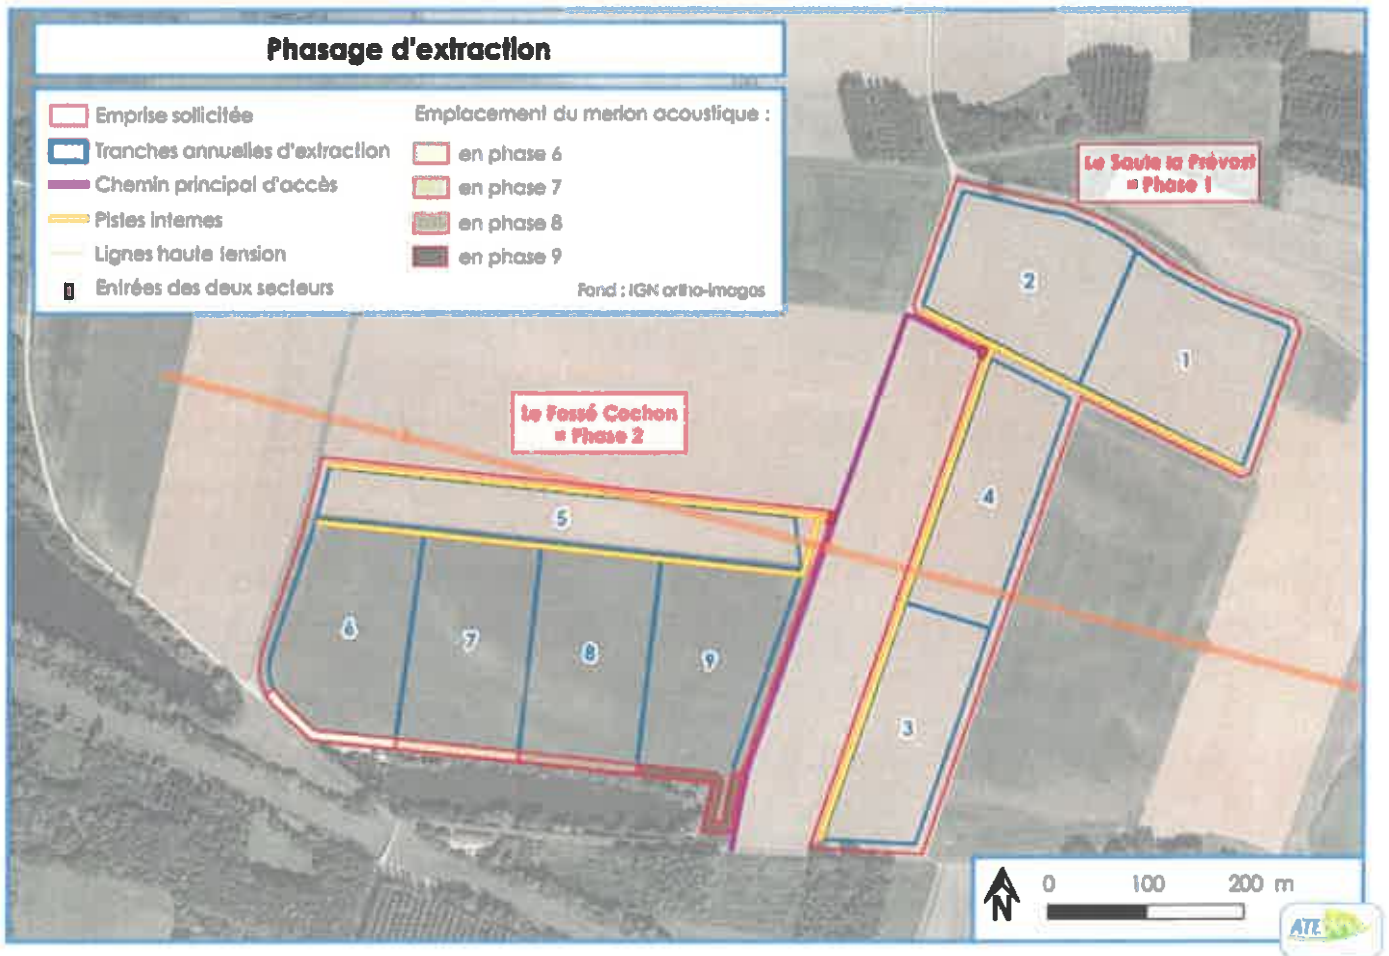 Phasage d'extraction
Emprise sollicitée
Tranches annuelles d'extraction
Chemin principal d'accès
Pistes internes
Lignes haute tension
Entrées des deux secteurs
Emplacement du merlon acoustique :
en phase 6
en phase 7
en phase 8
en phase 9
Fond : IGN ortho-images
Le Saule la Prévost
= Phase 1
2
1
Le Fossé Cochon
= Phase 2
4
5
6
7
8
9
3
N
0 100 200 m